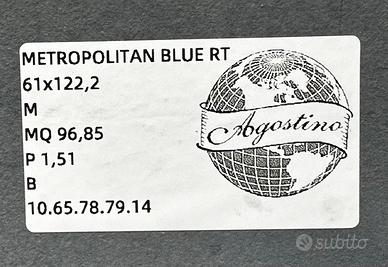 METROPOLITAN BLUE RT
61x122,2
M
MQ 96,85
P 1,51
B
10.65.78.79.14
Agostino
subito